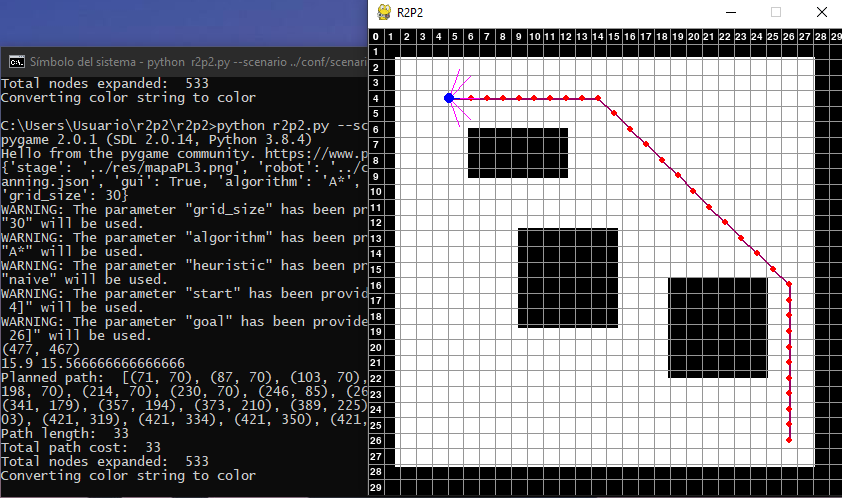 R2P2
Símbolo del sistema - python r2p2.py --scenario ../conf/scenari
Total nodes expanded:  533
Converting color string to color
C:\Users\Usuario\r2p2\r2p2>python r2p2.py --sc
pygame 2.0.1 (SDL 2.0.14, Python 3.8.4)
Hello from the pygame community. https://www.p
{'stage': '../res/mapaPL3.png', 'robot': '../c
anning.json', 'gui': True, 'algorithm': 'A*',
'grid_size': 30}
WARNING: The parameter "grid_size" has been pr
"30" will be used.
WARNING: The parameter "algorithm" has been pr
"A*" will be used.
WARNING: The parameter "heuristic" has been pr
"naive" will be used.
WARNING: The parameter "start" has been provid
 4]" will be used.
WARNING: The parameter "goal" has been provide
 26]" will be used.
(477, 467)
15.9 15.566666666666666
Planned path:  [(71, 70), (87, 70), (103, 70),
198, 70), (214, 70), (230, 70), (246, 85), (26
(341, 179), (357, 194), (373, 210), (389, 225)
03), (421, 319), (421, 334), (421, 350), (421,
Path length:  33
Total path cost:  33
Total nodes expanded:  533
Converting color string to color
0 1 2 3 4 5 6 7 8 9 10 11 12 13 14 15 16 17 18 19 20 21 22 23 24 25 26 27 28 29
1
2
3
4
5
6
7
8
9
10
11
12
13
14
15
16
17
18
19
20
21
22
23
24
25
26
27
28
29